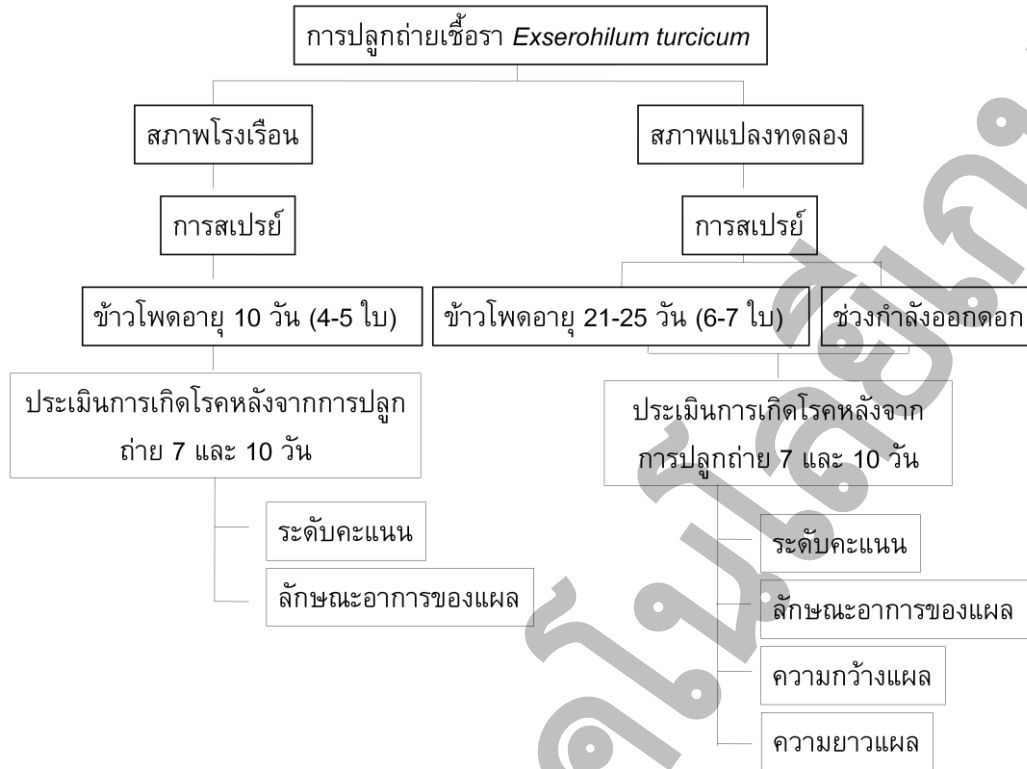 การปลูกถ่ายเชื้อรา Exserohilum turcicum
สภาพโรงเรือน
สภาพแปลงทดลอง
การสเปรย์
การสเปรย์
ข้าวโพดอายุ 10 วัน (4-5 ใบ)
ข้าวโพดอายุ 21-25 วัน (6-7 ใบ)
ช่วงกำลังออกดอก
ประเมินการเกิดโรคหลังจากการปลูก
ถ่าย 7 และ 10 วัน
ประเมินการเกิดโรคหลังจาก
การปลูกถ่าย 7 และ 10 วัน
ระดับคะแนน
ลักษณะอาการของแผล
ระดับคะแนน
ลักษณะอาการของแผล
ความกว้างแผล
ความยาวแผล